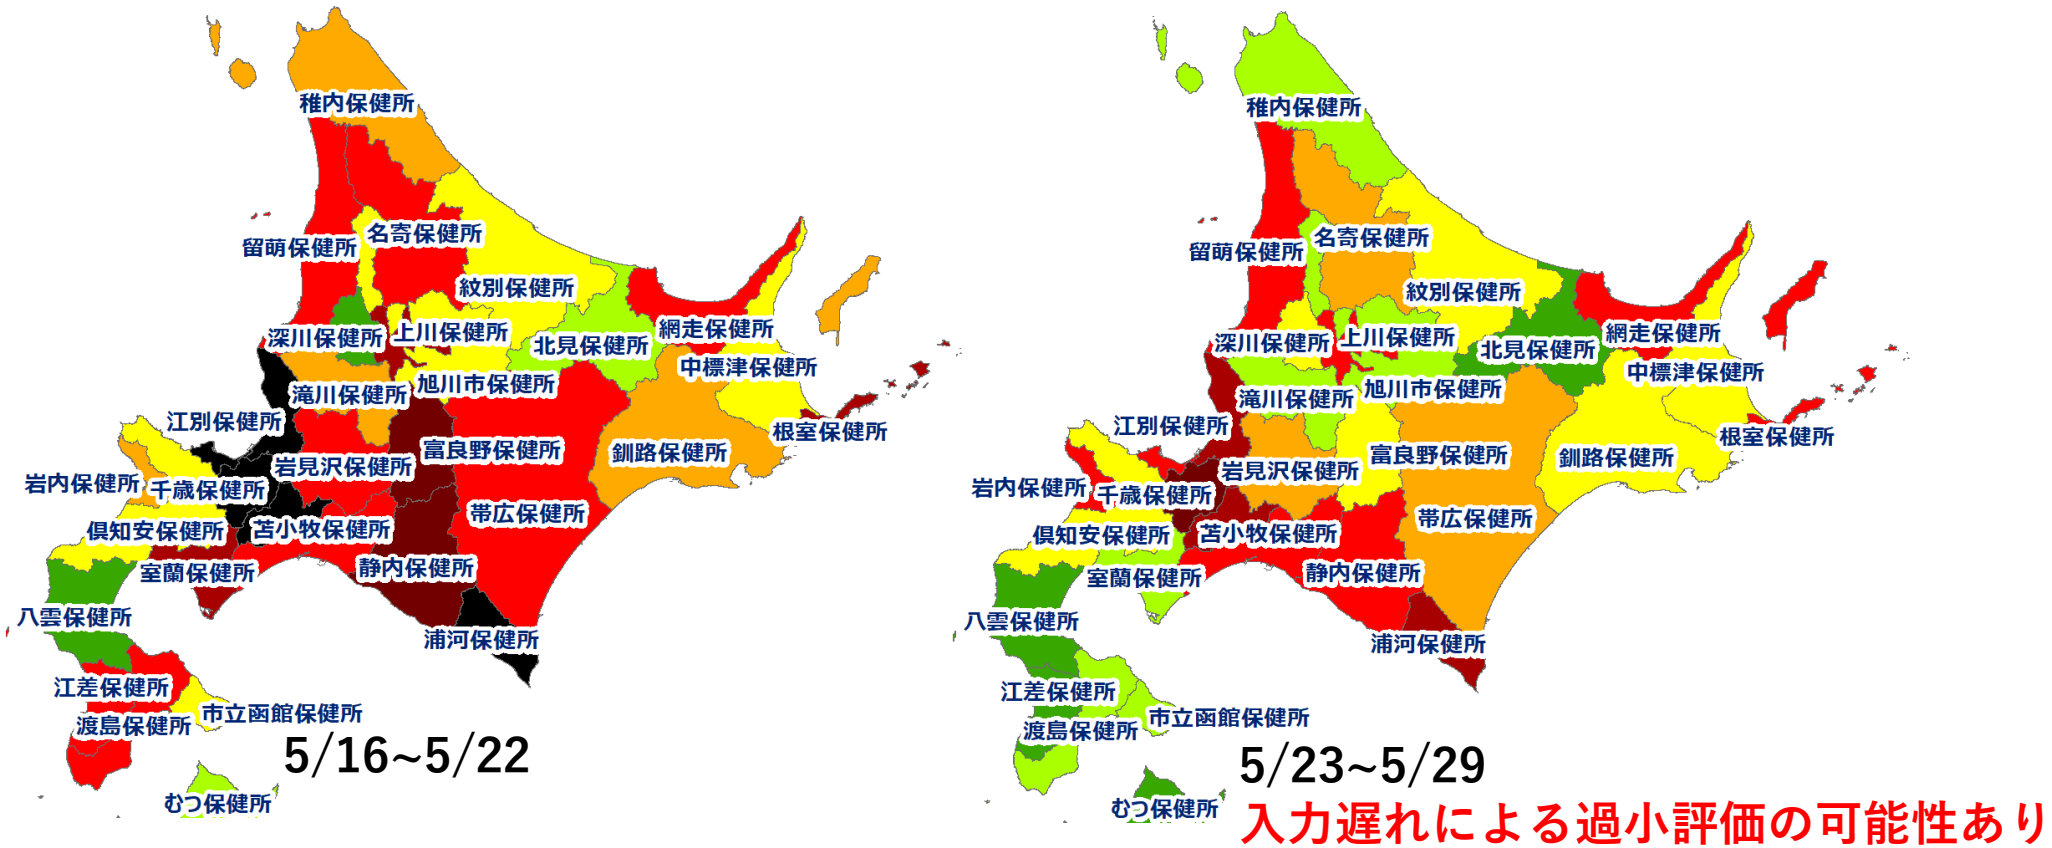 稚内保健所
名寄保健所
留萌保健所
紋別保健所
深川保健所
上川保健所
網走保健所
北見保健所
中標津保健所
旭川市保健所
滝川保健所
江別保健所
根室保健所
富良野保健所
釧路保健所
岩見沢保健所
岩内保健所
千歳保健所
帯広保健所
倶知安保健所
苫小牧保健所
静内保健所
室蘭保健所
八雲保健所
浦河保健所
江差保健所
市立函館保健所
渡島保健所
5/16~5/22
むつ保健所
稚内保健所
名寄保健所
留萌保健所
紋別保健所
深川保健所
上川保健所
網走保健所
北見保健所
中標津保健所
旭川市保健所
滝川保健所
江別保健所
根室保健所
富良野保健所
釧路保健所
岩見沢保健所
岩内保健所
千歳保健所
帯広保健所
倶知安保健所
苫小牧保健所
静内保健所
室蘭保健所
八雲保健所
浦河保健所
江差保健所
市立函館保健所
渡島保健所
5/23~5/29
むつ保健所
入力遅れによる過小評価の可能性あり